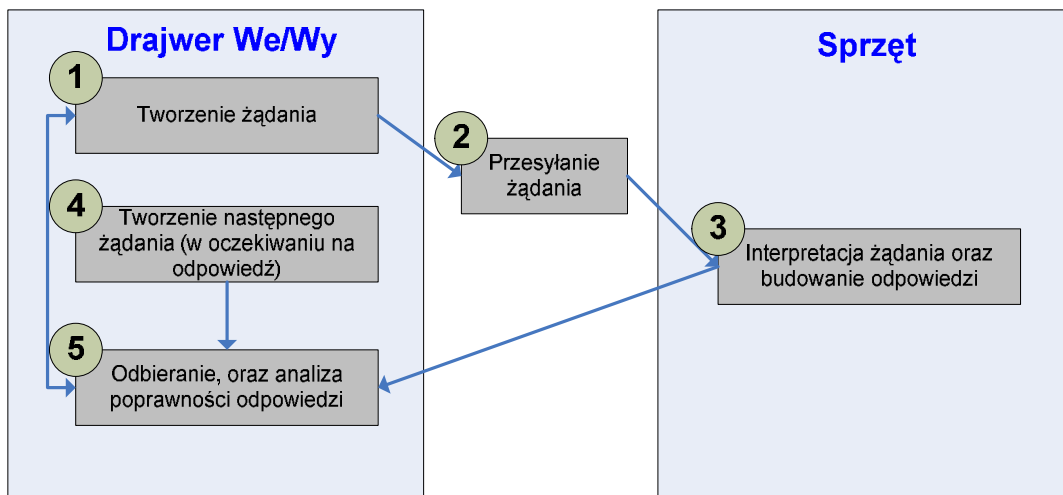 Drajwer We/Wy
Sprzęt
1
Tworzenie żądania
2
Przesyłanie
żądania
3
Interpretacja żądania oraz
budowanie odpowiedzi
4
Tworzenie następnego
żądania (w oczekiwaniu na
odpowiedź)
5
Odbieranie, oraz analiza
poprawności odpowiedzi